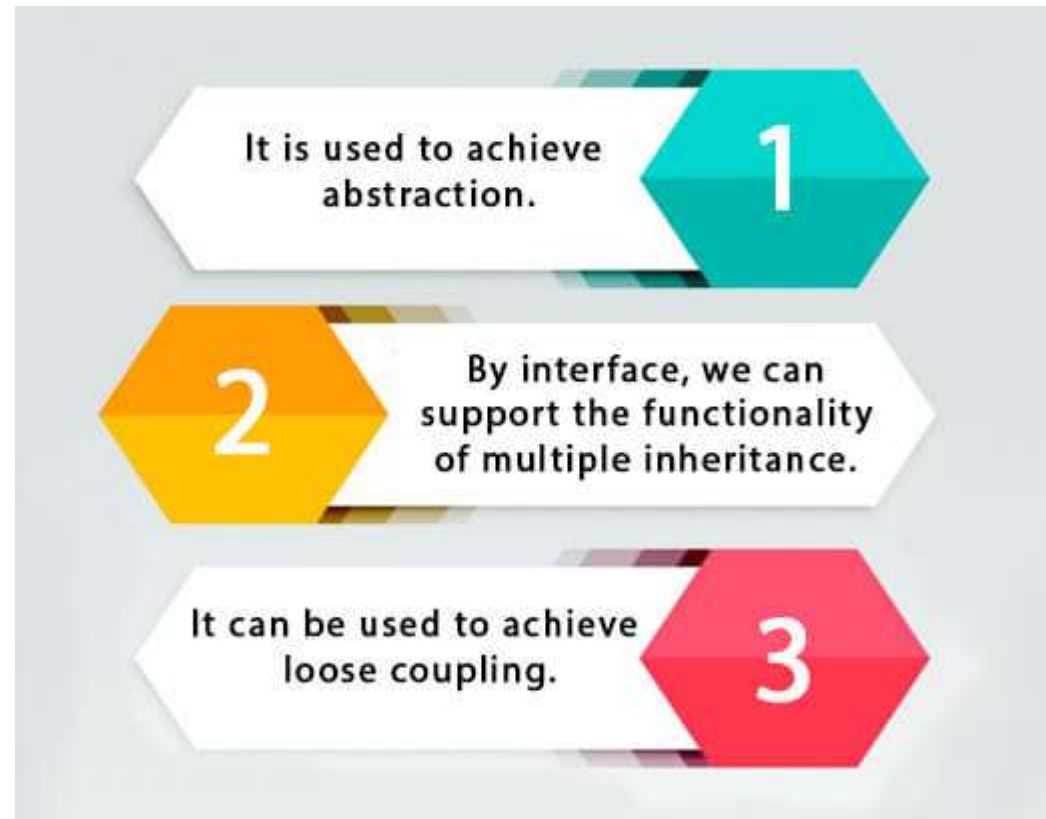 It is used to achieve
abstraction.
1
2
By interface, we can
support the functionality
of multiple inheritance.
It can be used to achieve
loose coupling.
3